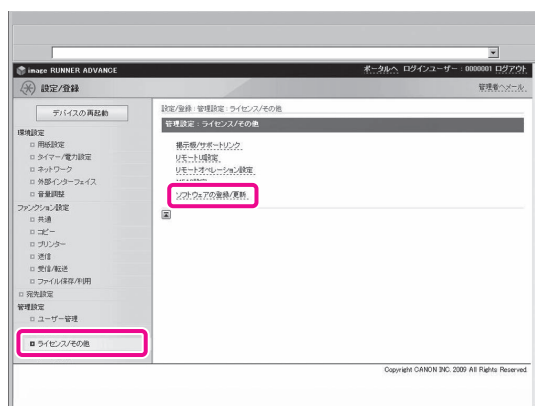 image RUNNER ADVANCE
ポータルへ ログインユーザー：0000001 ログアウト
設定/登録
管理者へメール
デバイスの再起動
環境設定
用紙設定
タイマー/電力設定
ネットワーク
外部インターフェイス
音量調整
ファンクション設定
共通
コピー
プリンター
送信
受信/転送
ファイル保存/利用
宛先設定
管理設定
ユーザー管理
ライセンス/その他
設定/登録：管理設定：ライセンス/その他
管理設定：ライセンス/その他
掲示板/サポートリンク
リモートUI設定
リモートオペレーション設定
ソフトウェアの登録/更新
Copyright CANON INC. 2009 All Rights Reserved